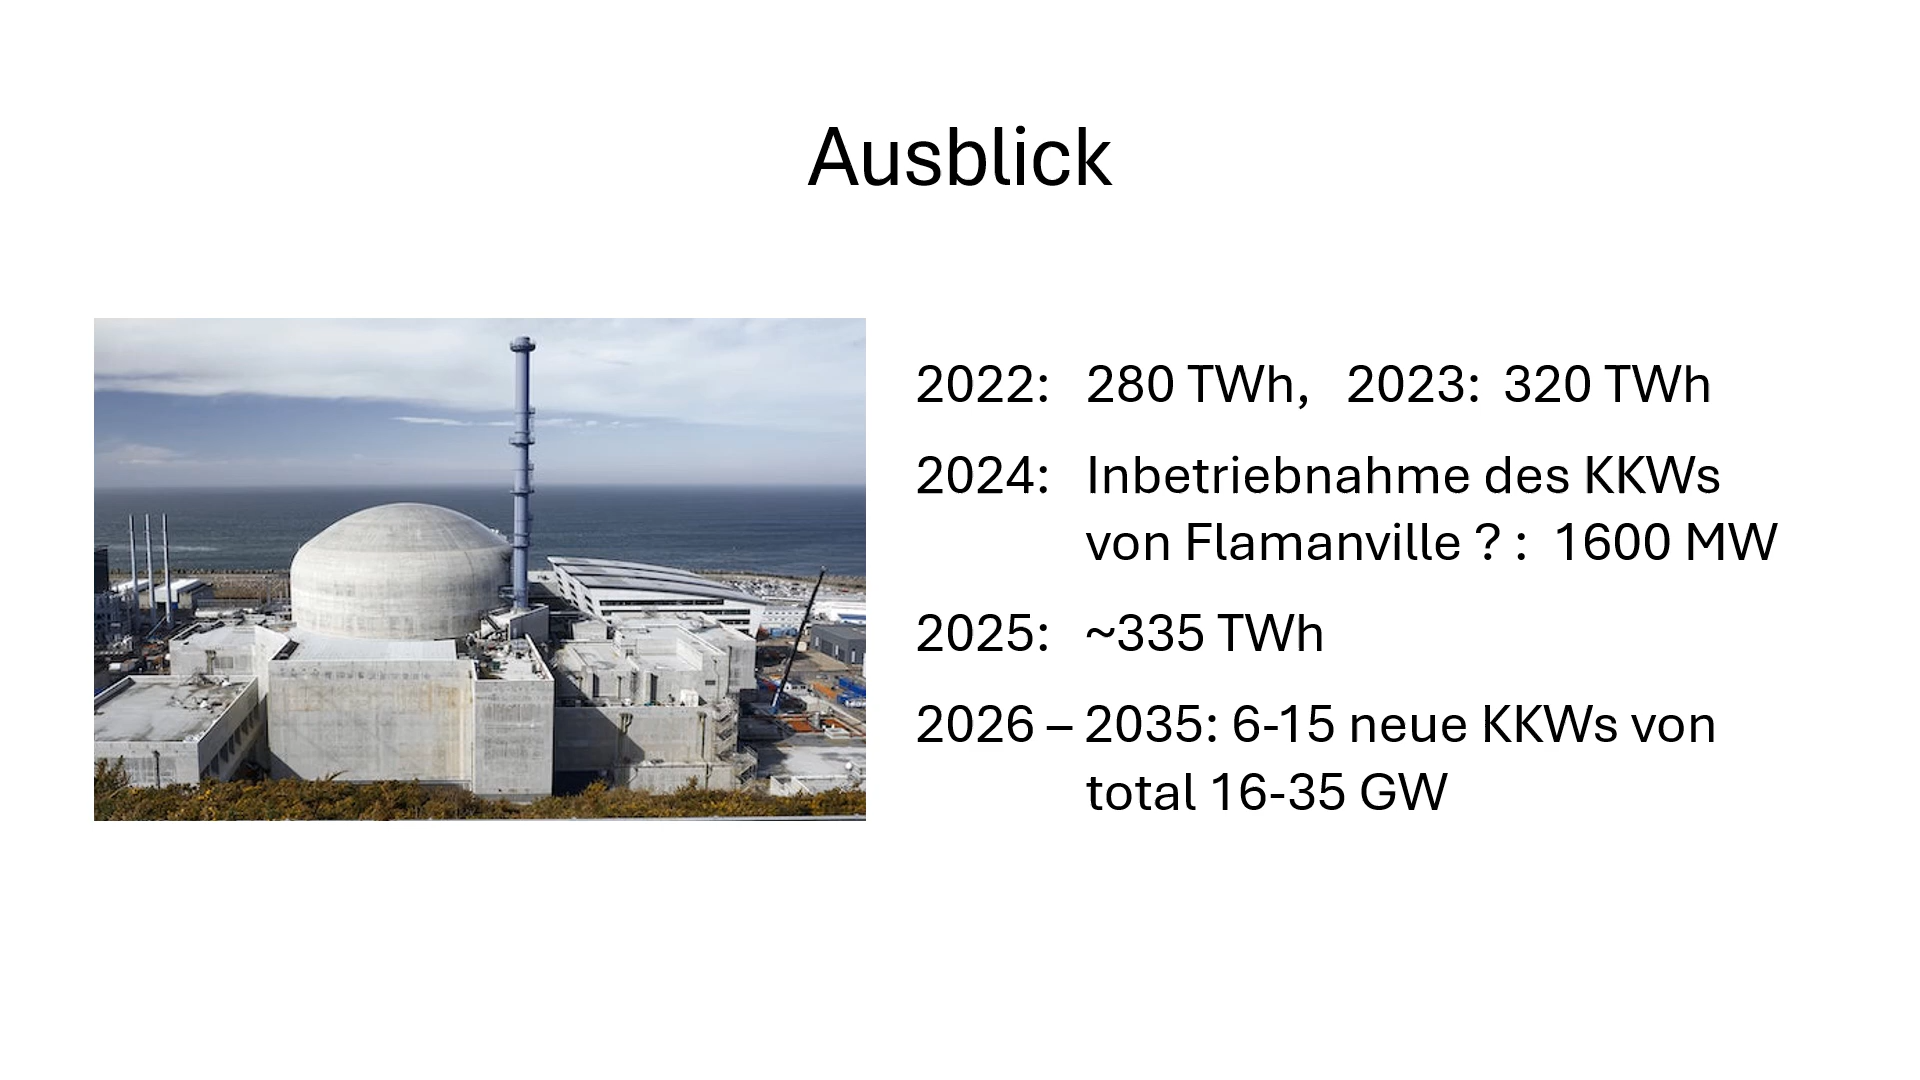 Ausblick
2022: 280 TWh, 2023: 320 TWh
2024: Inbetriebnahme des KKWs
von Flamanville ? : 1600 MW
2025: ~335 TWh
2026 – 2035: 6-15 neue KKWs von
total 16-35 GW